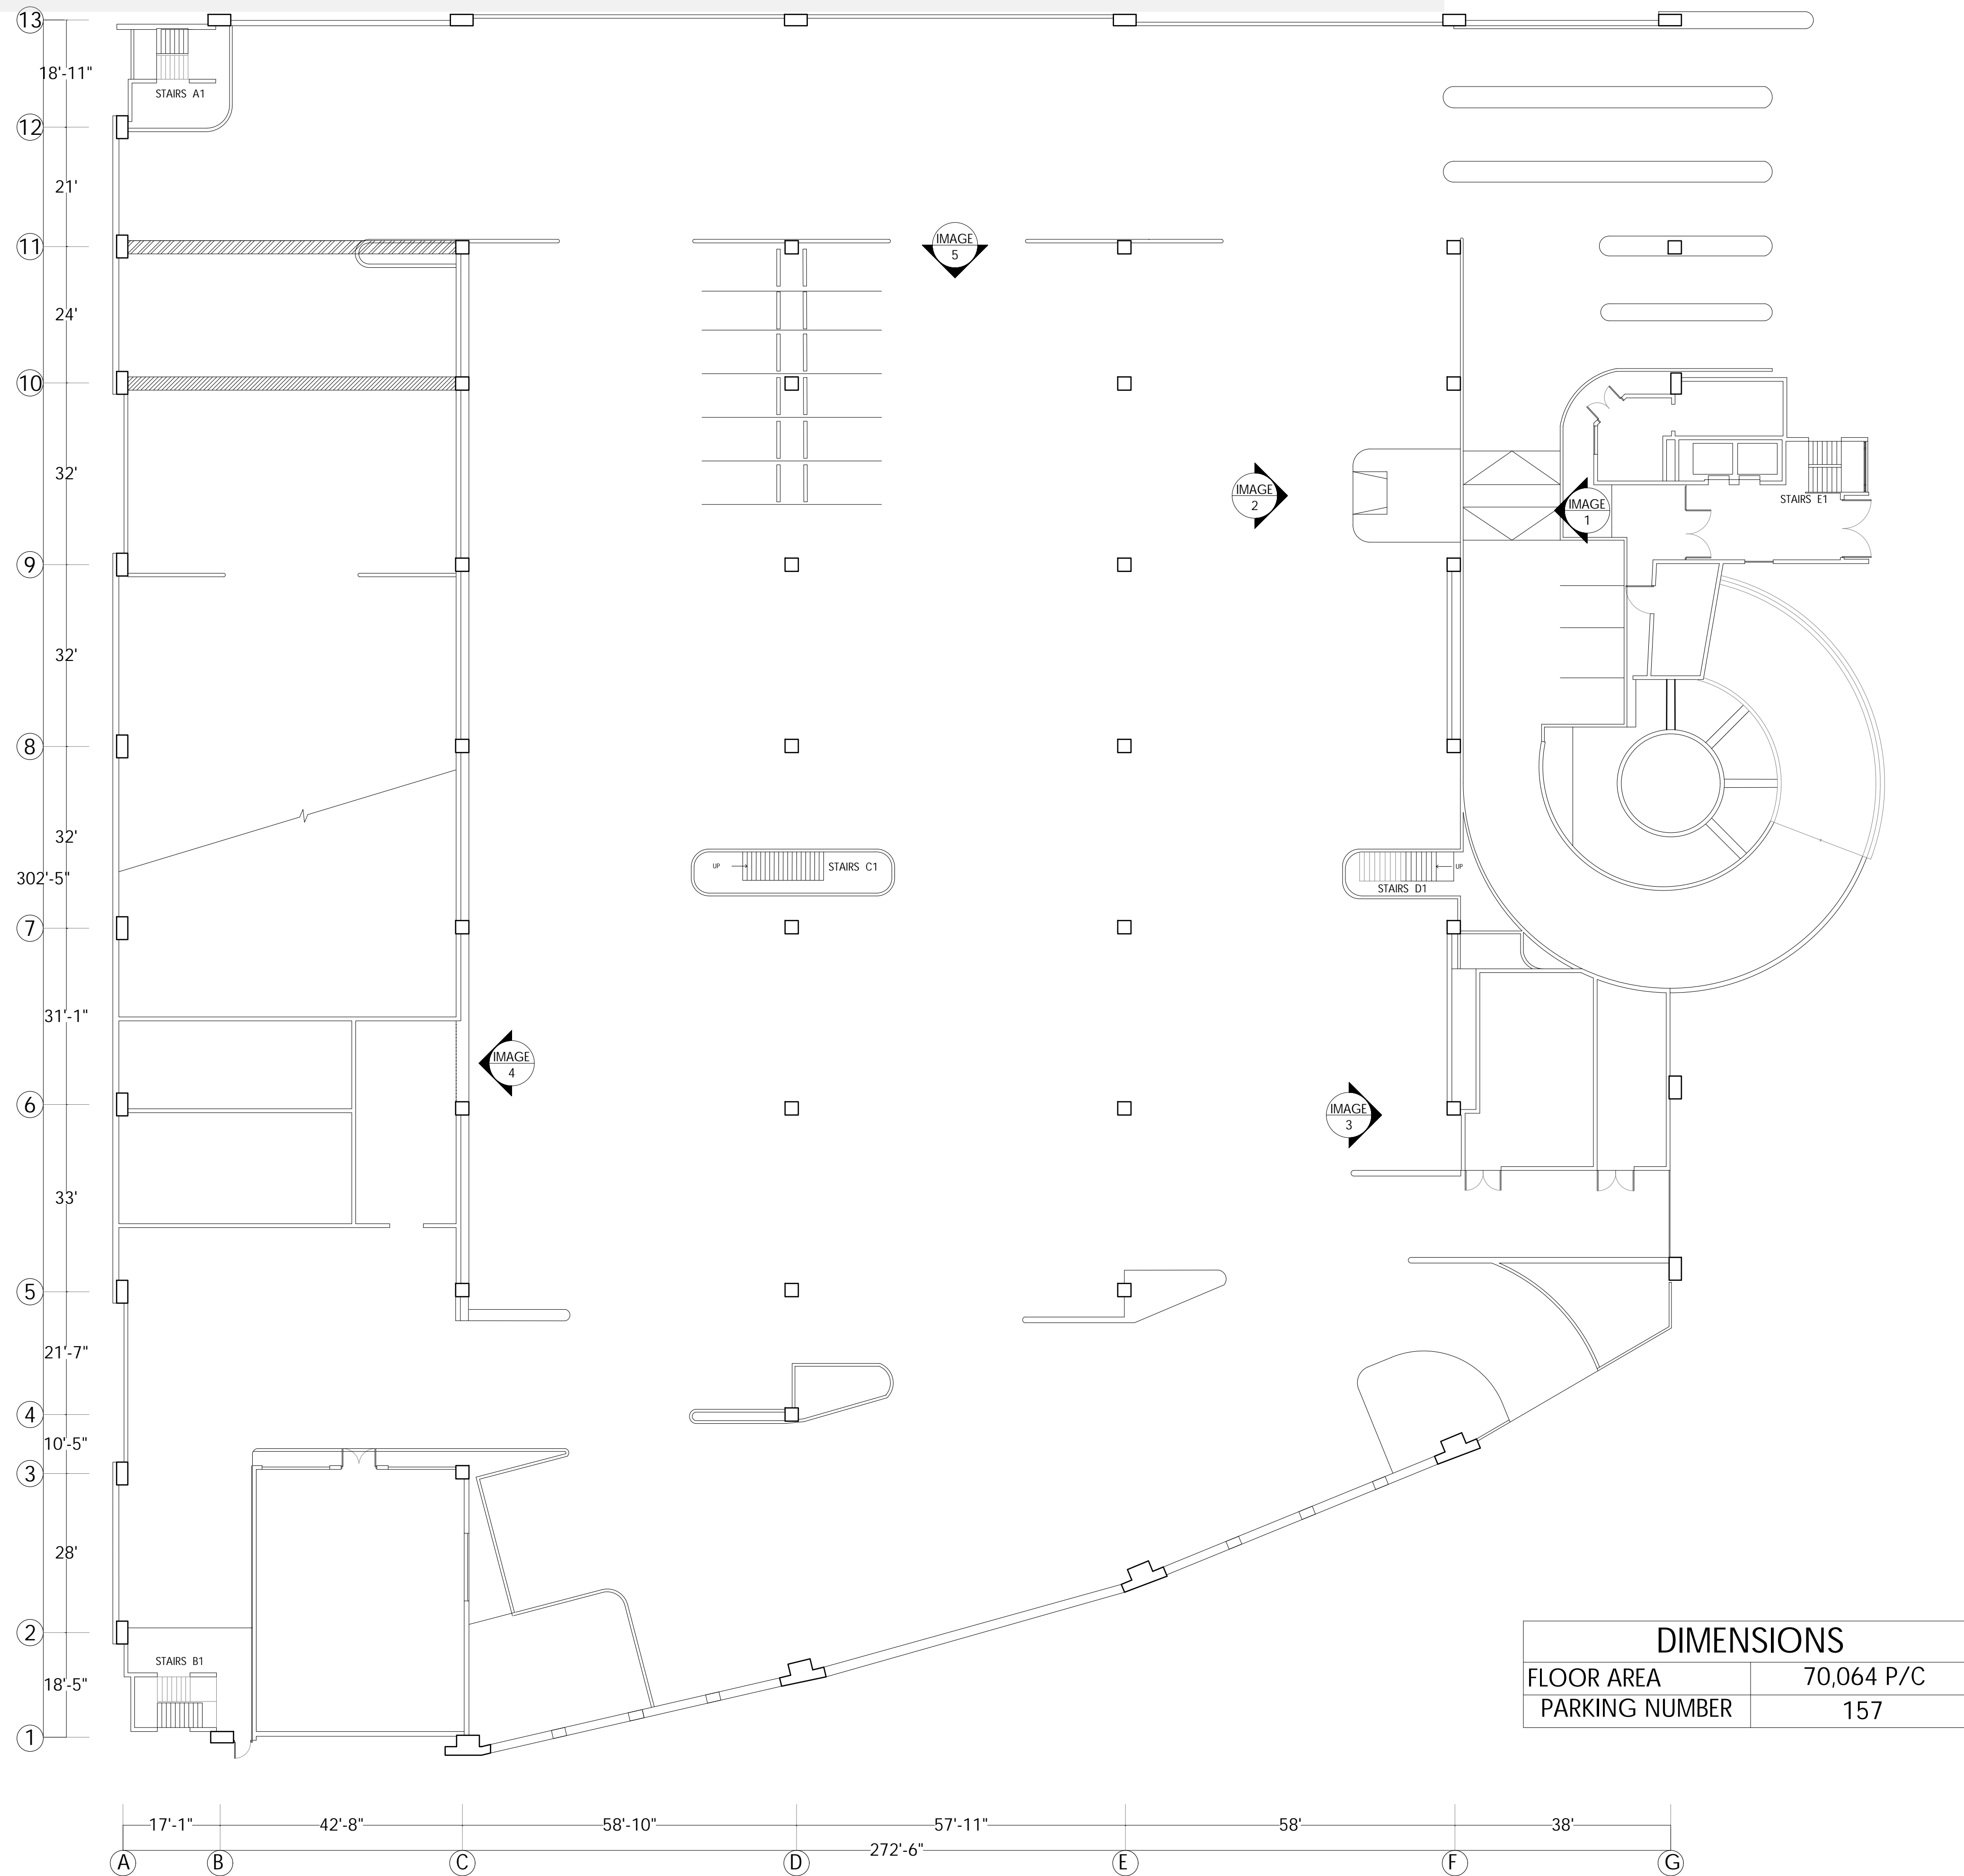 13
18'-11"
STAIRS A1
12
21'
11
IMAGE
5
24'
10
32'
IMAGE
2
IMAGE
1
STAIRS E1
9
32'
8
32'
UP
STAIRS C1
UP
STAIRS D1
302'-5"
7
31'-1"
IMAGE
4
6
IMAGE
3
33'
5
21'-7"
4
10'-5"
3
28'
2
STAIRS B1
18'-5"
1
DIMENSIONS
FLOOR AREA 70,064 P/C
PARKING NUMBER 157
17'-1" 42'-8" 58'-10" 57'-11" 58' 38'
272'-6"
A B C D E F G